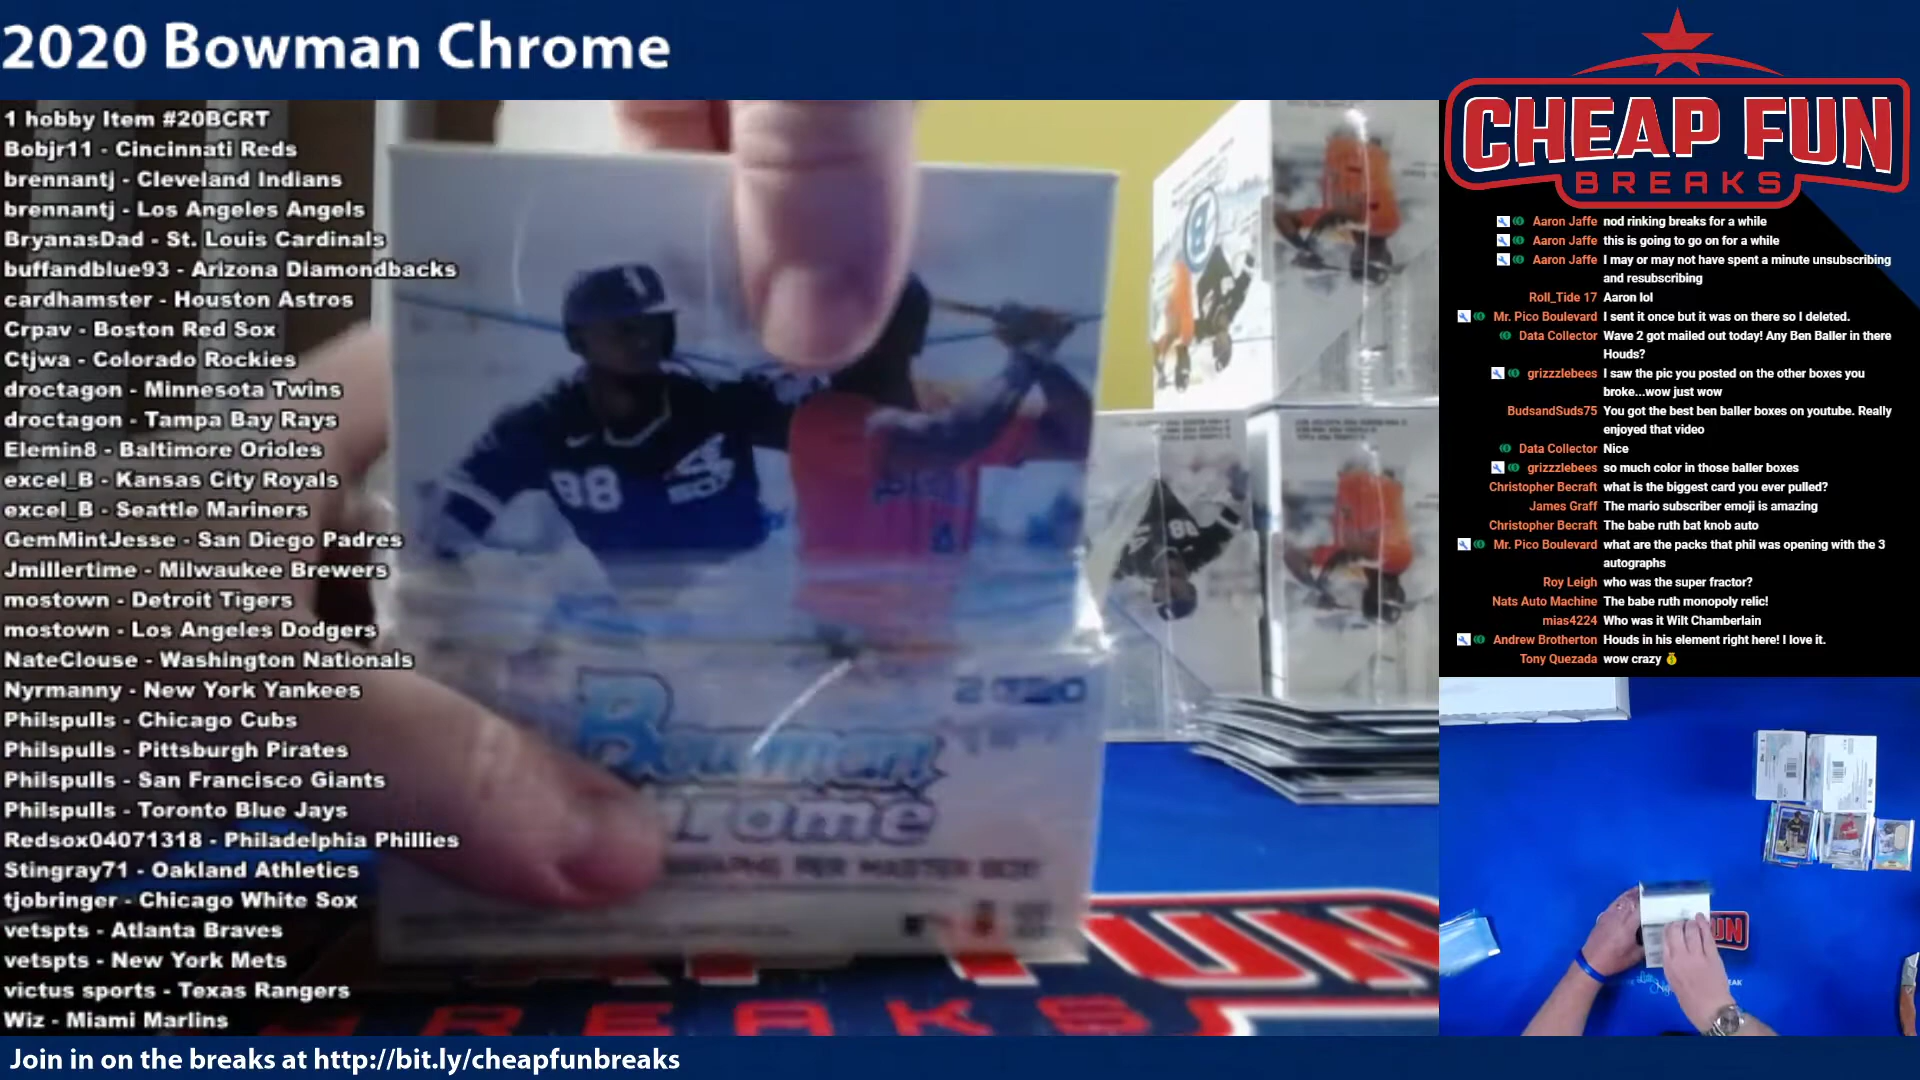 2020 Bowman Chrome
1 hobby Item #20BCRT
Bobjr11 - Cincinnati Reds
brennantj - Cleveland Indians
brennantj - Los Angeles Angels
BryanasDad - St. Louis Cardinals
buffandblue93 - Arizona Diamondbacks
cardhamster - Houston Astros
Crpav - Boston Red Sox
Ctjwa - Colorado Rockies
droctagon - Minnesota Twins
droctagon - Tampa Bay Rays
Elemin8 - Baltimore Orioles
excel_B - Kansas City Royals
excel_B - Seattle Mariners
GemMintJesse - San Diego Padres
Jmillertime - Milwaukee Brewers
mostown - Detroit Tigers
mostown - Los Angeles Dodgers
NateClouse - Washington Nationals
Nyrmanny - New York Yankees
Philspulls - Chicago Cubs
Philspulls - Pittsburgh Pirates
Philspulls - San Francisco Giants
Philspulls - Toronto Blue Jays
Redsox04071318 - Philadelphia Phillies
Stingray71 - Oakland Athletics
tjobringer - Chicago White Sox
vetspts - Atlanta Braves
vetspts - New York Mets
victus sports - Texas Rangers
Wiz - Miami Marlins
98
2020
Bowman
PER MASTER BOX!
FUN
BREAKS
CHEAP FUN
BREAKS
Aaron Jaffe nod rinking breaks for a while
Aaron Jaffe this is going to go on for a while
Aaron Jaffe I may or may not have spent a minute unsubscribing
and resubscribing
Roll_Tide 17 Aaron lol
Mr. Pico Boulevard I sent it once but it was on there so I deleted.
Data Collector Wave 2 got mailed out today! Any Ben Baller in there
Houds?
grizzzlebees I saw the pic you posted on the other boxes you
broke...wow just wow
BudsandSuds75 You got the best ben baller boxes on youtube. Really
enjoyed that video
Data Collector Nice
grizzzlebees so much color in those baller boxes
Christopher Becraft what is the biggest card you ever pulled?
James Graff The mario subscriber emoji is amazing
Christopher Becraft The babe ruth bat knob auto
Mr. Pico Boulevard what are the packs that phil was opening with the 3
autographs
Roy Leigh who was the super fractor?
Nats Auto Machine The babe ruth monopoly relic!
mias4224 Who was it Wilt Chamberlain
Andrew Brotherton Houds in his element right here! I love it.
Tony Quezada wow crazy
UN
Join in on the breaks at http://bit.ly/cheapfunbreaks